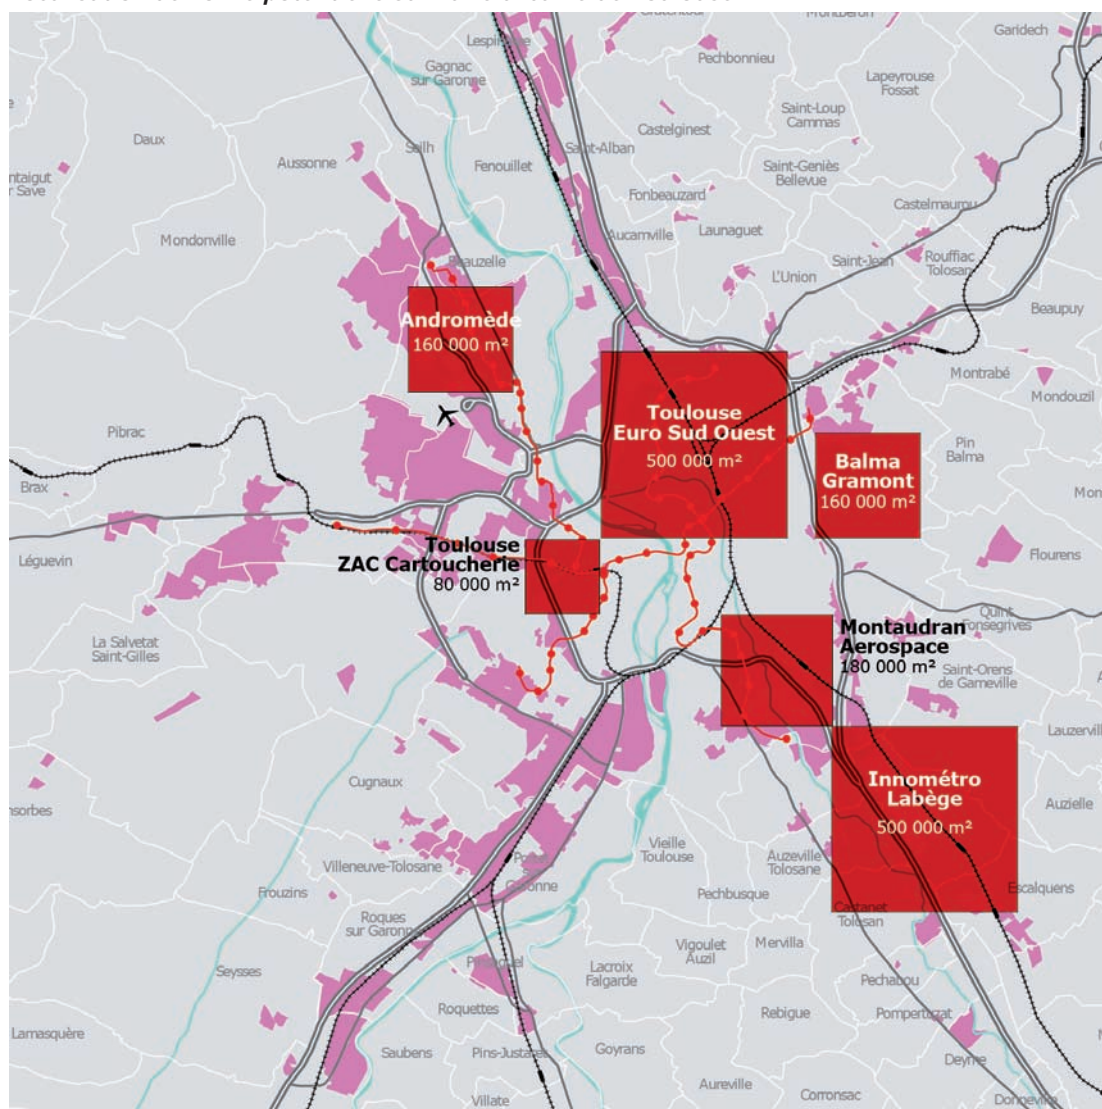 Lespinasse
Garidech
Gagnac
sur Garonne
Pechbonnieu
Lapeyrouse
Fossat
Saint-Loup
Cammas
Castelginest
Daux
Seilh
Saint-Alban
Aussonne
Fenouillet
Saint-Geniès
Bellevue
Fonbeauzard
Castelmaurou
Launaguet
Aucamville
Mondonville
Beauzelle
Saint-Jean
Rouffiac
Tolosan
L'Union
Beaupuy
Andromède
160 000 m²
Montrabé
Mondouzil
Toulouse
Euro Sud Ouest
500 000 m²
Pibrac
Pin
Balma
Balma
Gramont
160 000 m²
Brax
Léguevin
Toulouse
ZAC Cartoucherie
80 000 m²
Flourens
Quint
Fonsegrives
Montaudran
Aerospace
180 000 m²
La Salvetat
Saint-Gilles
Saint-Orens
de Gameville
Innométro
Labège
500 000 m²
Cugnaux
Auzielle
Vieille
Toulouse
Auzeville
Tolosane
Villeneuve-Tolosane
Pechbusque
Escalquens
Frouzins
Castanet
Tolosan
Roques
sur Garonne
Vigoulet
Auzil
Mervilla
Seysses
Lacroix
Falgarde
Pechabou
Roquettes
Rebigue
Pompertuzat
Lamasquère
Saubens
Pins-Justaret
Goyrans
Deyme
Aureville
Corronsac
Villate
Donneville